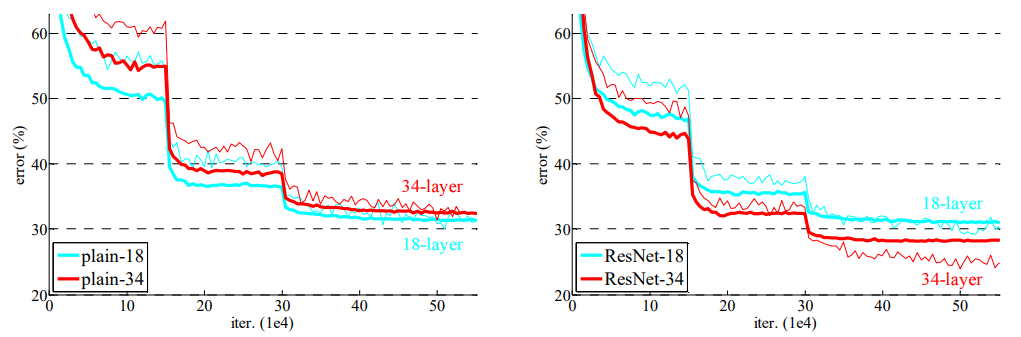 60
50
40
30
20
error (%)
34-layer
18-layer
plain-18
plain-34
0
10
20
30
40
50
iter. (1e4)
60
50
40
30
20
error (%)
18-layer
34-layer
ResNet-18
ResNet-34
0
10
20
30
40
50
iter. (1e4)